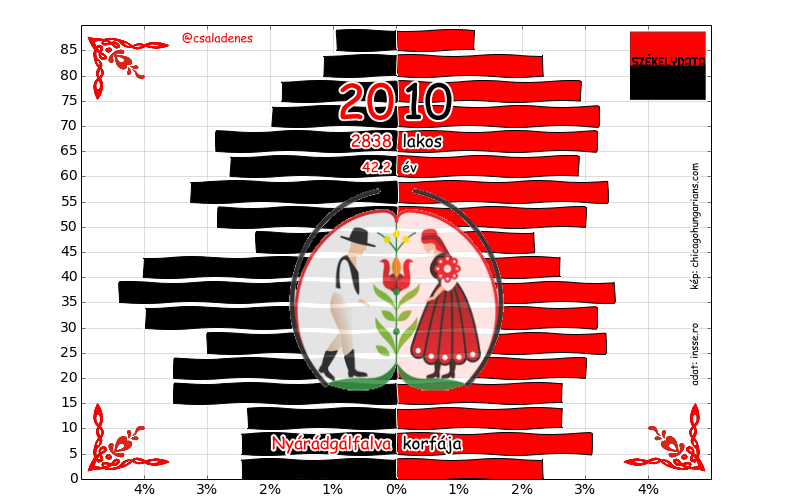 @csaladenes
SZÉKELYDATA
2010
2838 lakos
42.2 év
kép: chicagohungarians.com
adat: insse.ro
Nyárádgálfalva korfája
85
80
75
70
65
60
55
50
45
40
35
30
25
20
15
10
5
0
4% 3% 2% 1% 0% 1% 2% 3% 4%